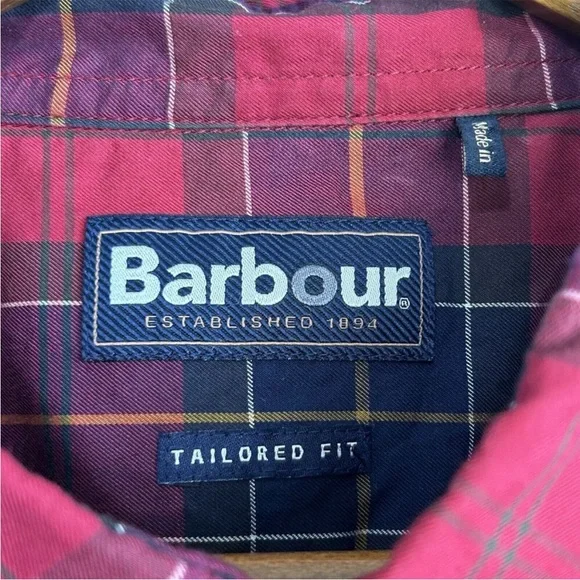 Made in
Barbour®
ESTABLISHED 1894
TAILORED FIT